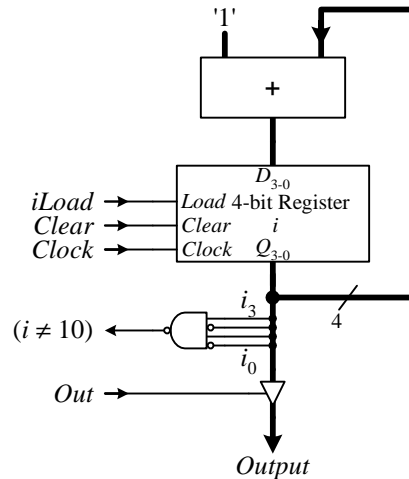 '1'
+
D3-0
iLoad Load 4-bit Register
Clear Clear i
Clock Clock Q3-0
i3
4
(i ≠ 10)
i0
Out
Output